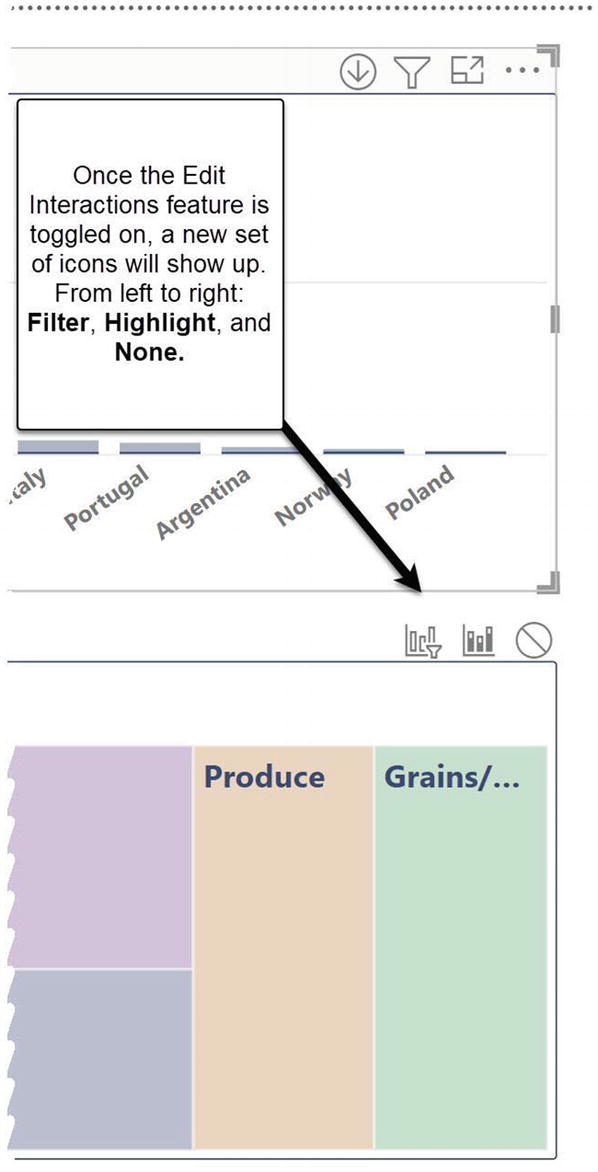 Once the Edit
Interactions feature is
toggled on, a new set
of icons will show up.
From left to right:
Filter, Highlight, and
None.
taly
Portugal
Argentina
Norway
Poland
Produce
Grains/...